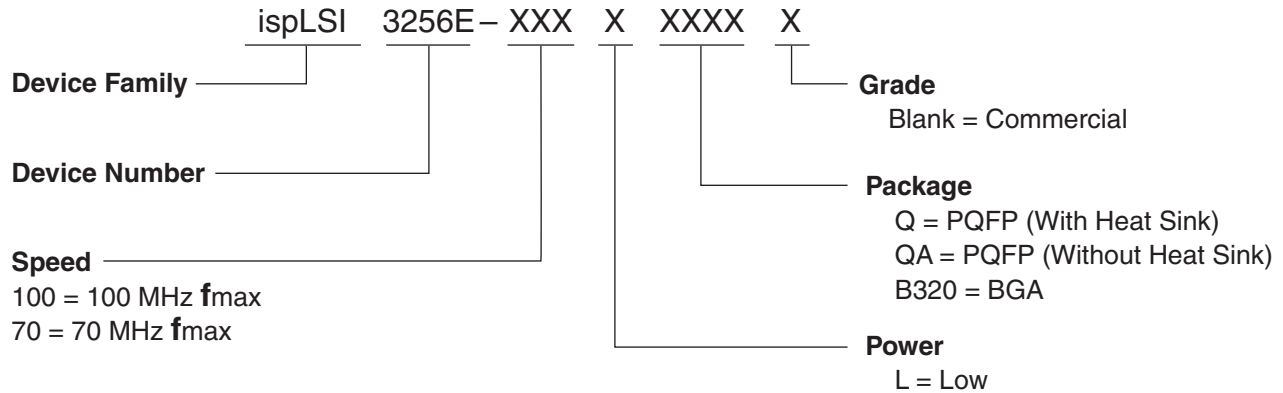 ispLSI 3256E – XXX X XXXX X
Device Family
Device Number
Speed
100 = 100 MHz fmax
70 = 70 MHz fmax
Grade
Blank = Commercial
Package
Q = PQFP (With Heat Sink)
QA = PQFP (Without Heat Sink)
B320 = BGA
Power
L = Low